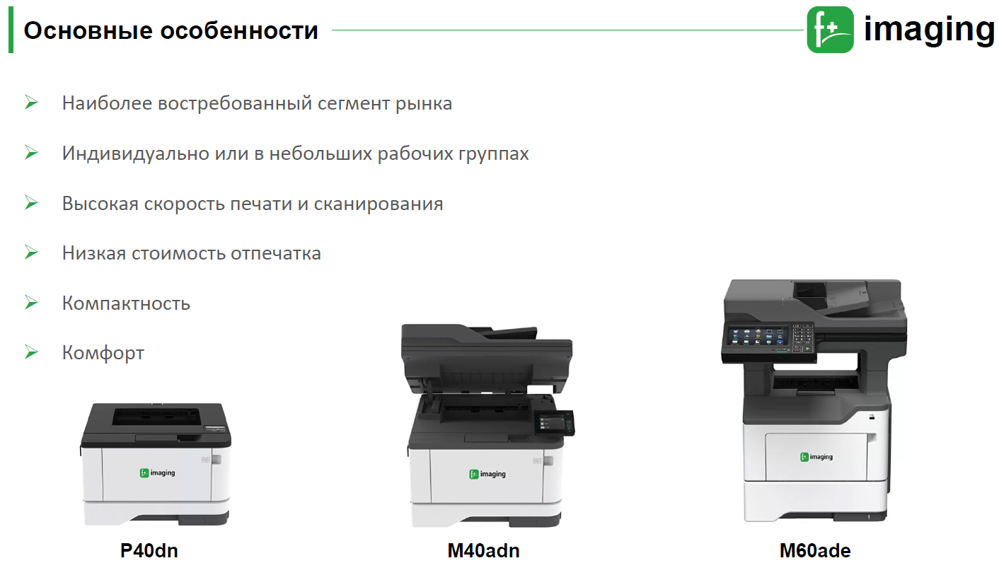 Основные особенности
f+ imaging
Наиболее востребованный сегмент рынка
Индивидуально или в небольших рабочих группах
Высокая скорость печати и сканирования
Низкая стоимость отпечатка
Компактность
Комфорт
f+ imaging
f+ imaging
f+ imaging
P40dn
M40adn
M60ade